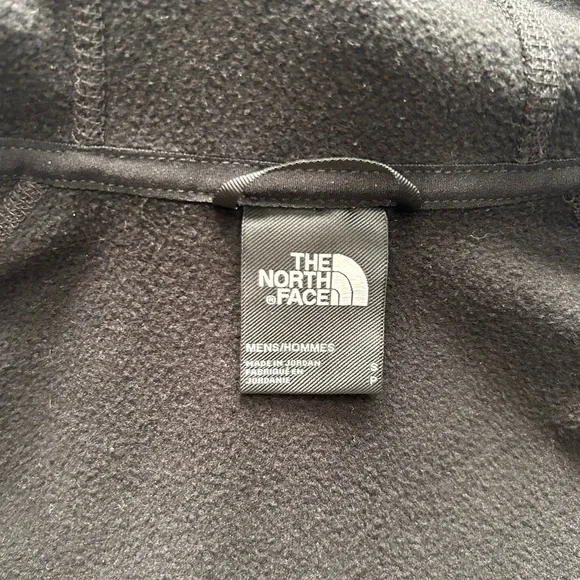 THE
NORTH
®FACE
MENS/HOMMES
MADE IN JORDAN
FABRIQUÉ EN
JORDANIE
S
P